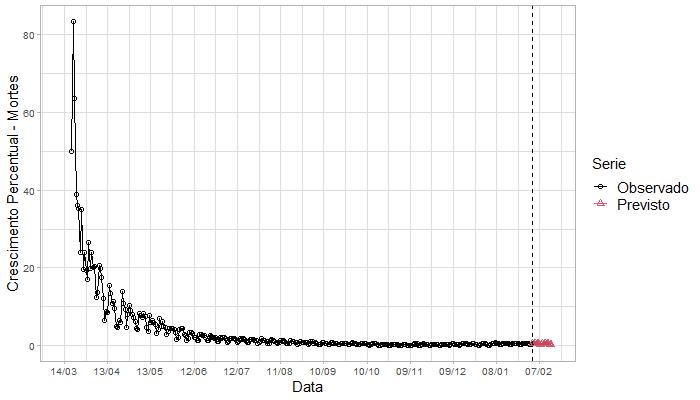 Crescimento Percentual - Mortes
80
60
40
20
0
14/03 13/04 13/05 12/06 12/07 11/08 10/09 10/10 09/11 09/12 08/01 07/02
Data
Serie
Observado
Previsto